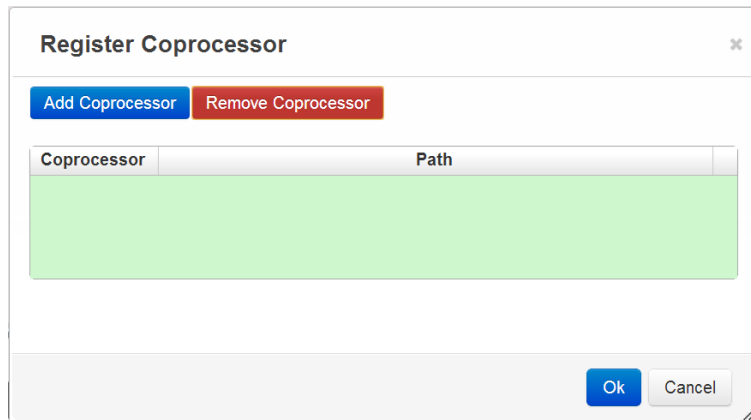 Register Coprocessor
Add Coprocessor Remove Coprocessor
Coprocessor Path
Ok Cancel